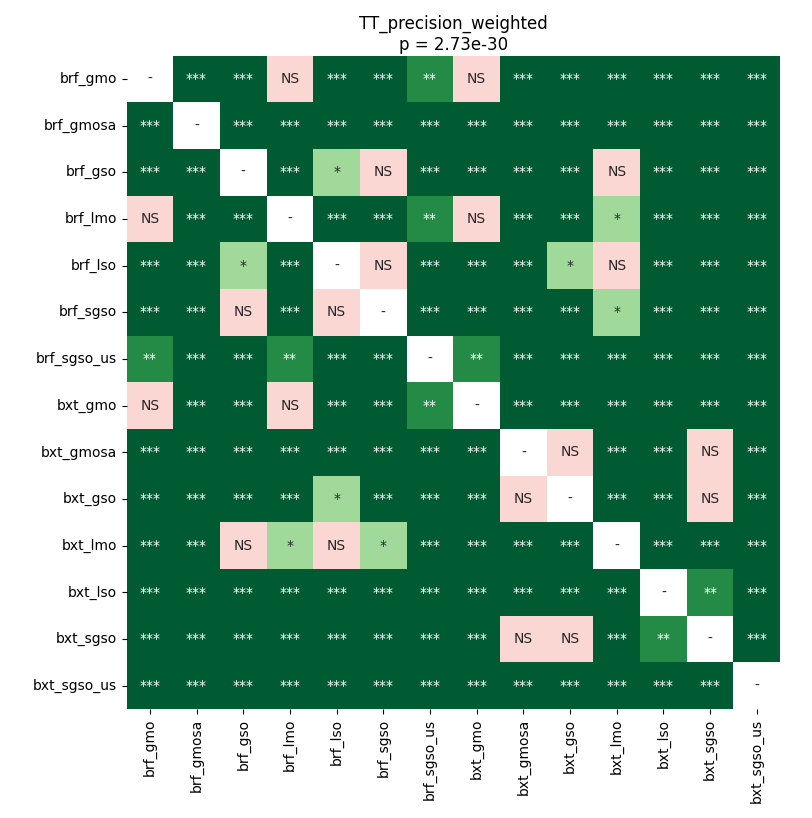 TT_precision_weighted
p = 2.73e-30
brf_gmo - *** *** NS *** *** ** NS *** *** *** *** *** ***
brf_gmosa *** - *** *** *** *** *** *** *** *** *** *** *** ***
brf_gso *** *** - *** * NS *** *** *** *** NS *** *** ***
brf_lmo NS *** *** - *** *** ** NS *** *** * *** *** ***
brf_lso *** *** * *** - NS *** *** *** * NS *** *** ***
brf_sgso *** *** NS *** NS - *** *** *** *** * *** *** ***
brf_sgso_us ** *** *** ** *** *** - ** *** *** *** *** *** ***
bxt_gmo NS *** *** NS *** *** ** - *** *** *** *** *** ***
bxt_gmosa *** *** *** *** *** *** *** *** - NS *** *** NS ***
bxt_gso *** *** *** *** * *** *** *** NS - *** *** NS ***
bxt_lmo *** *** NS * NS * *** *** *** *** - *** *** ***
bxt_lso *** *** *** *** *** *** *** *** *** *** *** - ** ***
bxt_sgso *** *** *** *** *** *** *** *** NS NS *** ** - ***
bxt_sgso_us *** *** *** *** *** *** *** *** *** *** *** *** *** -
brf_gmo
brf_gmosa
brf_gso
brf_lmo
brf_lso
brf_sgso
brf_sgso_us
bxt_gmo
bxt_gmosa
bxt_gso
bxt_lmo
bxt_lso
bxt_sgso
bxt_sgso_us